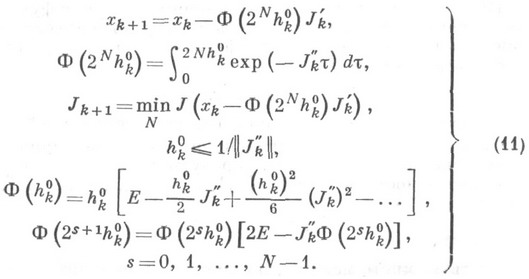 x_{k+1} = x_k − Φ(2^N h_k^0) J'_k,
Φ(2^N h_k^0) = ∫_0^{2^N h_k^0} exp(−J''_k τ) dτ,
J_{k+1} = min_N J(x_k − Φ(2^N h_k^0) J'_k),
h_k^0 ⩽ 1/‖J''_k‖,
(11)
Φ(h_k^0) = h_k^0 [E − \frac{h_k^0}{2} J''_k + \frac{(h_k^0)^2}{6} (J''_k)^2 − ...],
Φ(2^{s+1} h_k^0) = Φ(2^s h_k^0) [2E − J''_k Φ(2^s h_k^0)],
s = 0, 1, ..., N−1.